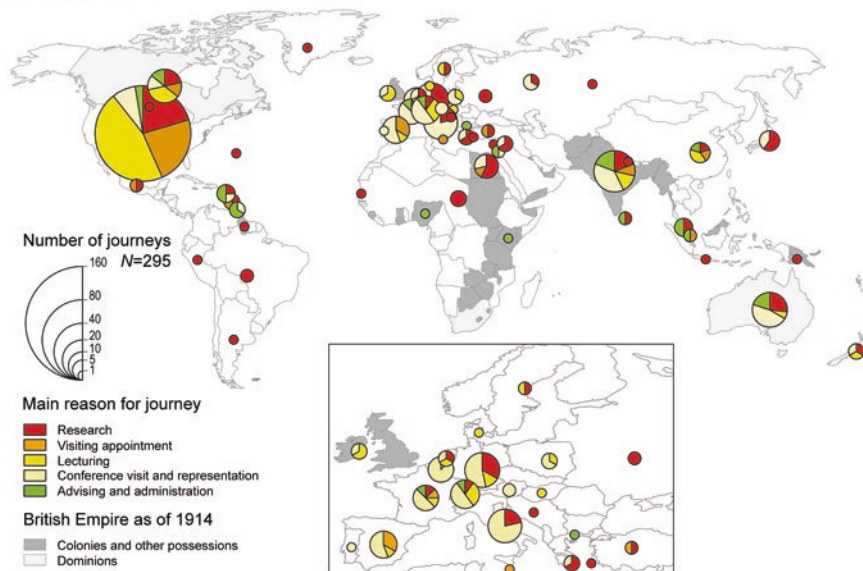 Number of journeys
N=295
160
80
40
20
10
5
1
Main reason for journey
Research
Visiting appointment
Lecturing
Conference visit and representation
Advising and administration
British Empire as of 1914
Colonies and other possessions
Dominions